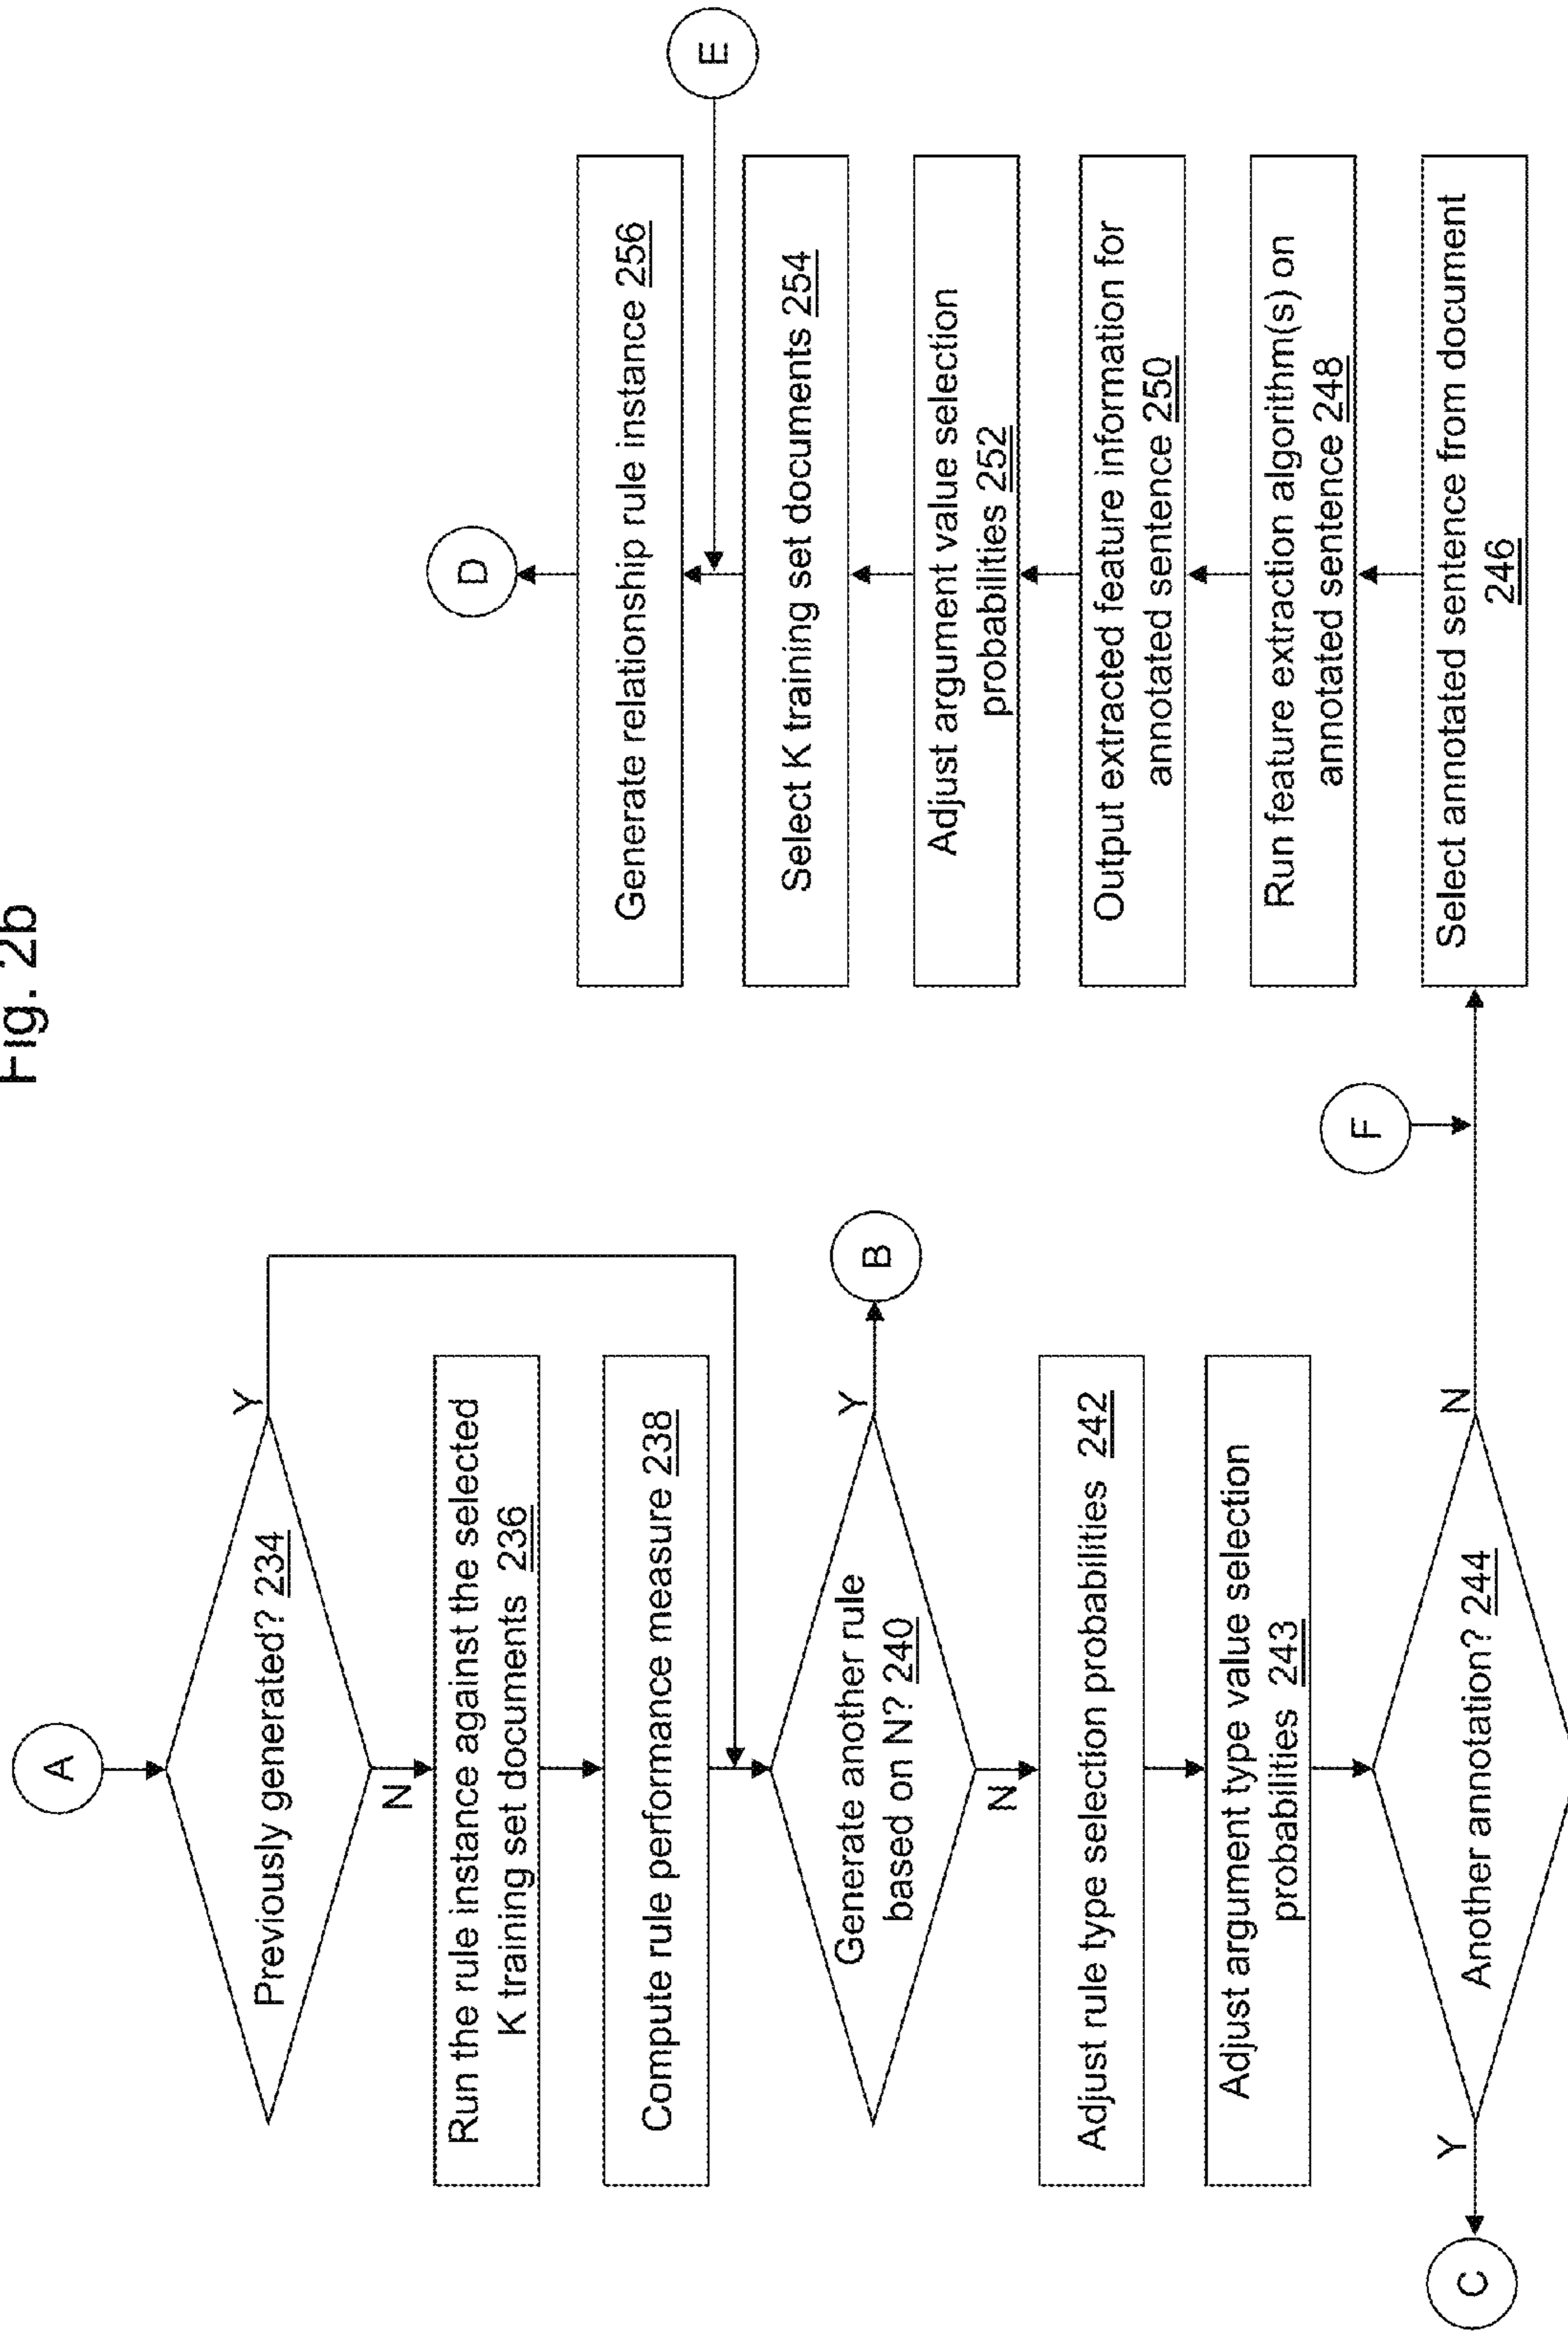 Fig. 2b
A
Previously generated? 234
Y
N
Run the rule instance against the selected
K training set documents 236
Compute rule performance measure 238
Generate another rule
based on N? 240
Y
B
N
Adjust rule type selection probabilities 242
Adjust argument type value selection
probabilities 243
Another annotation? 244
Y
C
N
F
D
Generate relationship rule instance 256
E
Select K training set documents 254
Adjust argument value selection
probabilities 252
Output extracted feature information for
annotated sentence 250
Run feature extraction algorithm(s) on
annotated sentence 248
Select annotated sentence from document
246